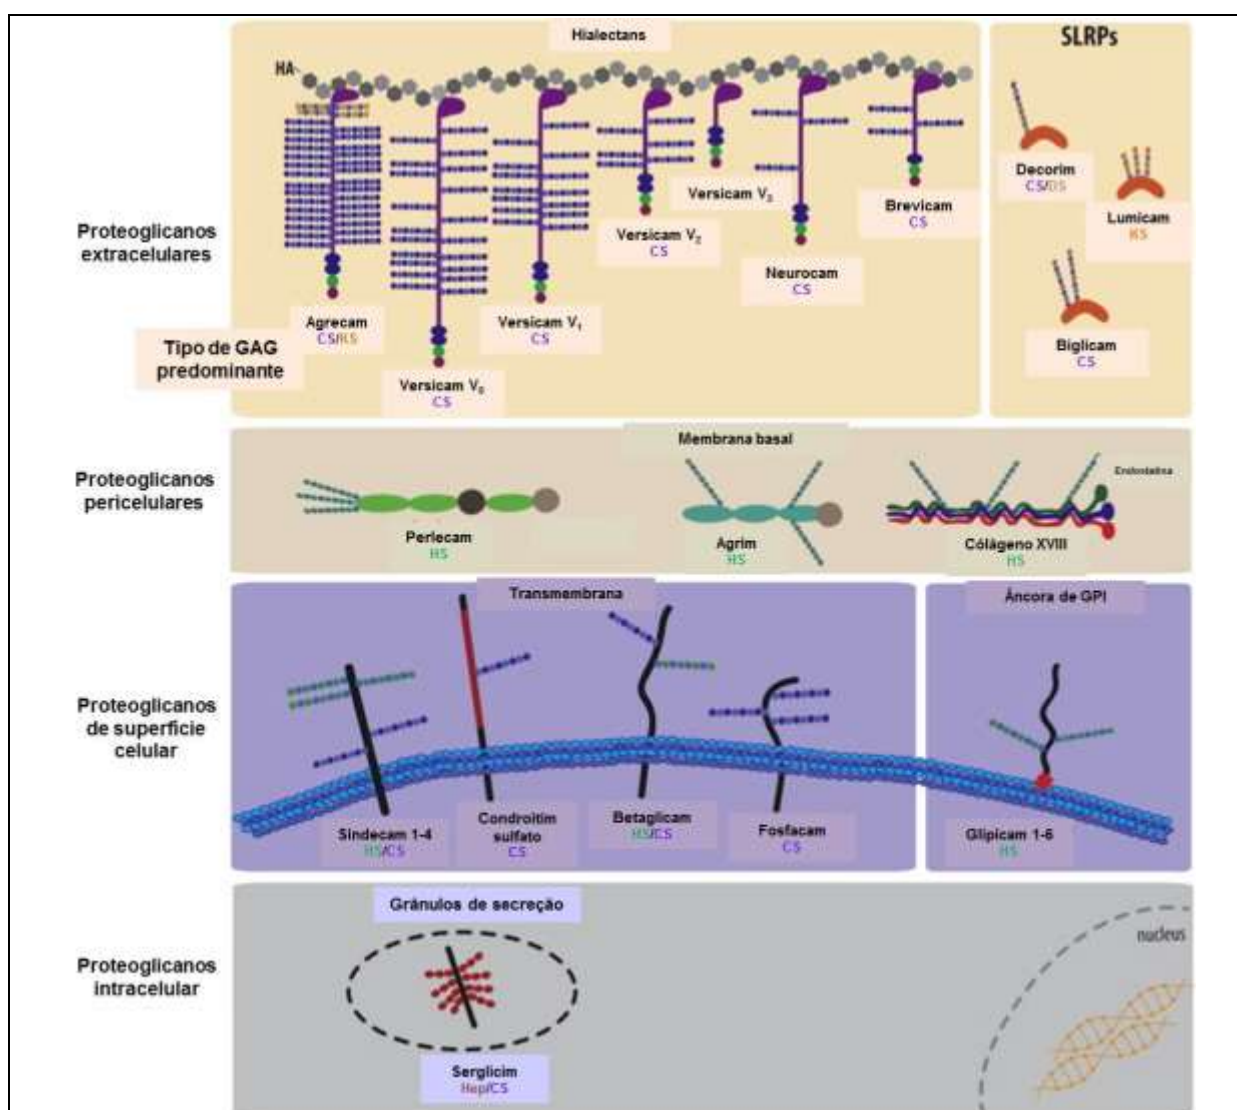 Hialectans
HA
Agrecam
CS/KS
Versicam V0
CS
Versicam V1
CS
Versicam V2
CS
Versicam V3
Neurocam
CS
Brevicam
CS
SLRPs
Decorim
CS/DS
Lumicam
KS
Biglicam
CS
Proteoglicanos
extracelulares
Tipo de GAG
predominante
Proteoglicanos
pericelulares
Membrana basal
Perlecam
HS
Agrim
HS
Endostatina
Cólágeno XVIII
HS
Proteoglicanos
de superficie
celular
Transmembrana
Sindecam 1-4
HS/CS
Condroitim
sulfato
CS
Betaglicam
HS/CS
Fosfacam
CS
Âncora de GPI
Glipicam 1-6
HS
Proteoglicanos
intracelular
Grânulos de secreção
Serglicim
Hep/CS
nucleus